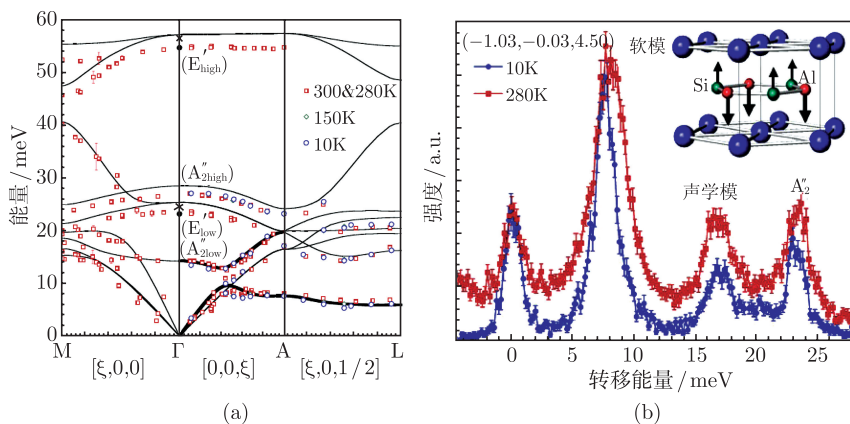 60
50
40
30
20
10
0
能量/meV
(E′high)
300&280K
150K
10K
(A″2high)
(E′low)
(A″2low)
M Γ A L
[ξ,0,0] [0,0,ξ] [ξ,0,1/2]
(a)
(−1.03,−0.03,4.50)
10K
280K
软模
Si
Al
声学模
A″2
强度/a.u.
0 5 10 15 20 25
转移能量/meV
(b)